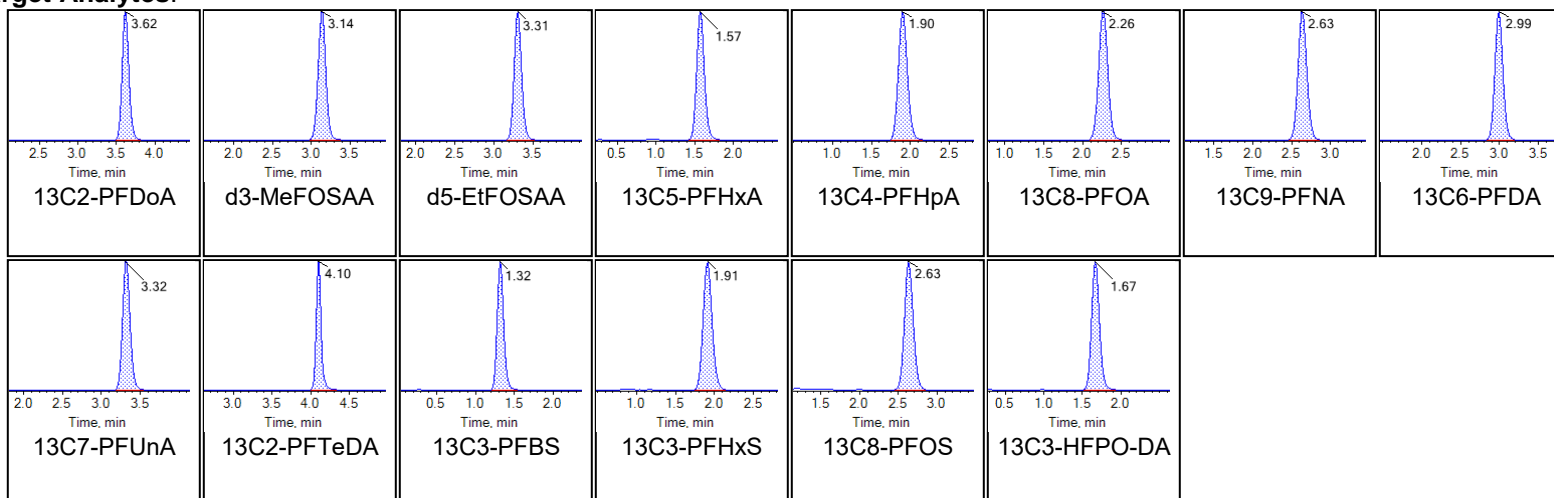 rget Analytes:
3.62
2.5 3.0 3.5 4.0
Time, min
13C2-PFDoA
3.14
2.0 2.5 3.0 3.5
Time, min
d3-MeFOSAA
3.31
2.0 2.5 3.0 3.5
Time, min
d5-EtFOSAA
1.57
0.5 1.0 1.5 2.0
Time, min
13C5-PFHxA
1.90
1.0 1.5 2.0 2.5
Time, min
13C4-PFHpA
2.26
1.0 1.5 2.0 2.5
Time, min
13C8-PFOA
2.63
1.5 2.0 2.5 3.0
Time, min
13C9-PFNA
2.99
2.0 2.5 3.0 3.5
Time, min
13C6-PFDA
3.32
2.0 2.5 3.0 3.5
Time, min
13C7-PFUnA
4.10
3.0 3.5 4.0 4.5
Time, min
13C2-PFTeDA
1.32
0.5 1.0 1.5 2.0
Time, min
13C3-PFBS
1.91
1.0 1.5 2.0 2.5
Time, min
13C3-PFHxS
2.63
1.5 2.0 2.5 3.0
Time, min
13C8-PFOS
1.67
0.5 1.0 1.5 2.0
Time, min
13C3-HFPO-DA